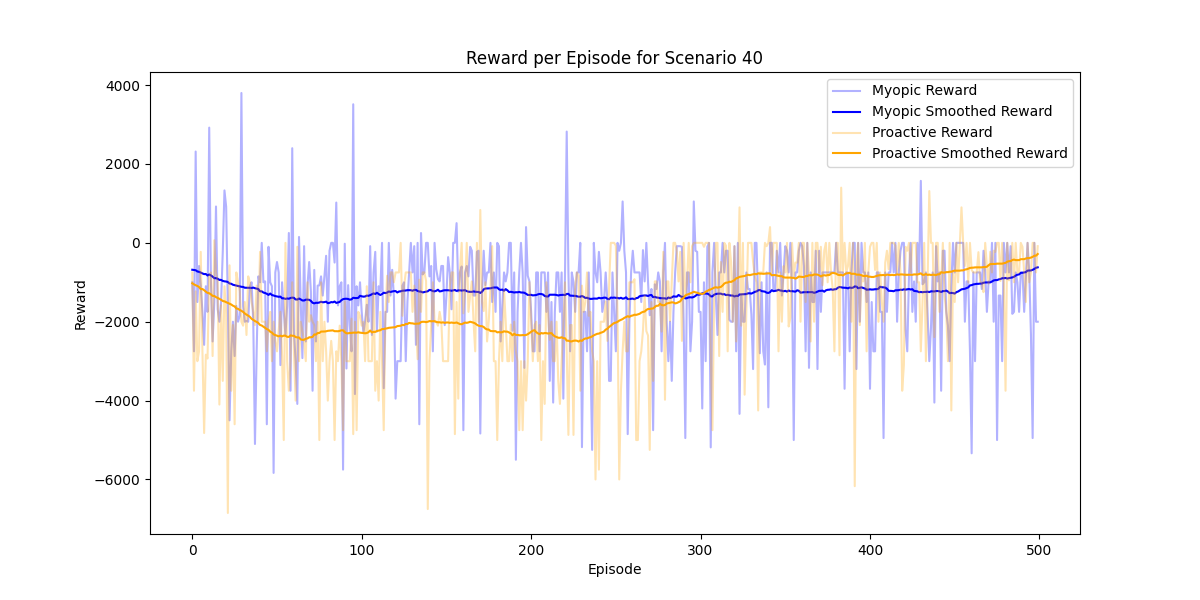 Reward per Episode for Scenario 40
Myopic Reward
Myopic Smoothed Reward
Proactive Reward
Proactive Smoothed Reward
4000
2000
0
−2000
−4000
−6000
Reward
0 100 200 300 400 500
Episode